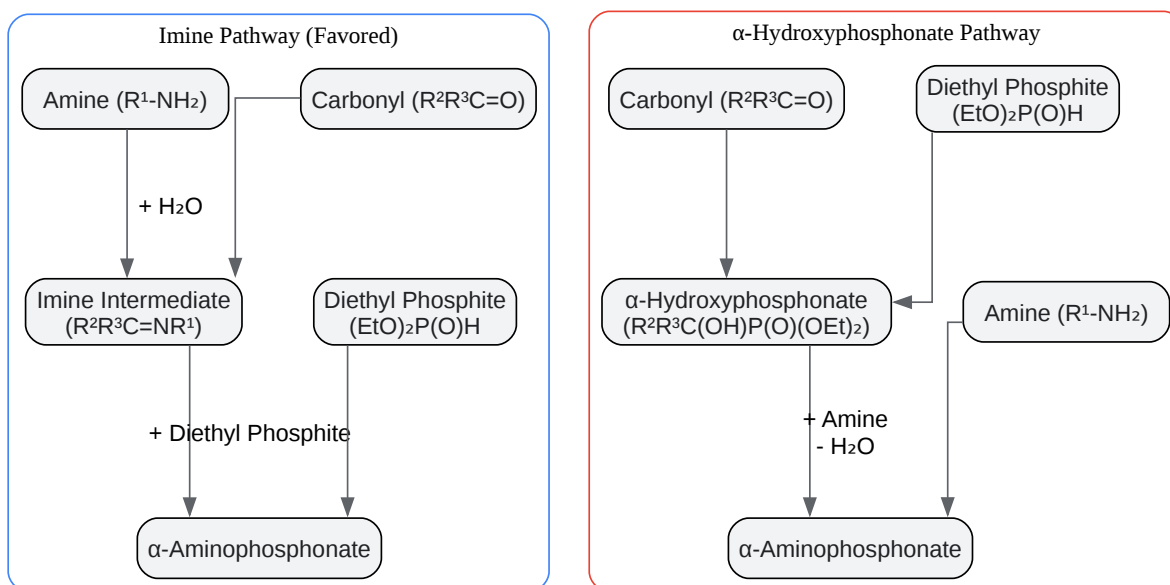 Imine Pathway (Favored)
Amine (R¹-NH₂)
Carbonyl (R²R³C=O)
+ H₂O
Imine Intermediate
(R²R³C=NR¹)
Diethyl Phosphite
(EtO)₂P(O)H
+ Diethyl Phosphite
α-Aminophosphonate
α-Hydroxyphosphonate Pathway
Carbonyl (R²R³C=O)
Diethyl Phosphite
(EtO)₂P(O)H
α-Hydroxyphosphonate
(R²R³C(OH)P(O)(OEt)₂)
Amine (R¹-NH₂)
+ Amine
- H₂O
α-Aminophosphonate